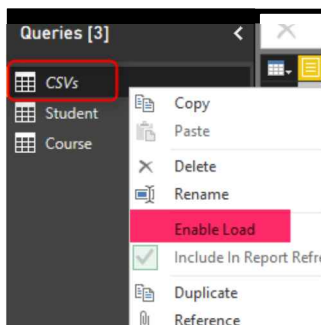 Queries [3]
CSVs
Student
Course
Copy
Paste
Delete
Rename
Enable Load
Include In Report Refre
Duplicate
Reference